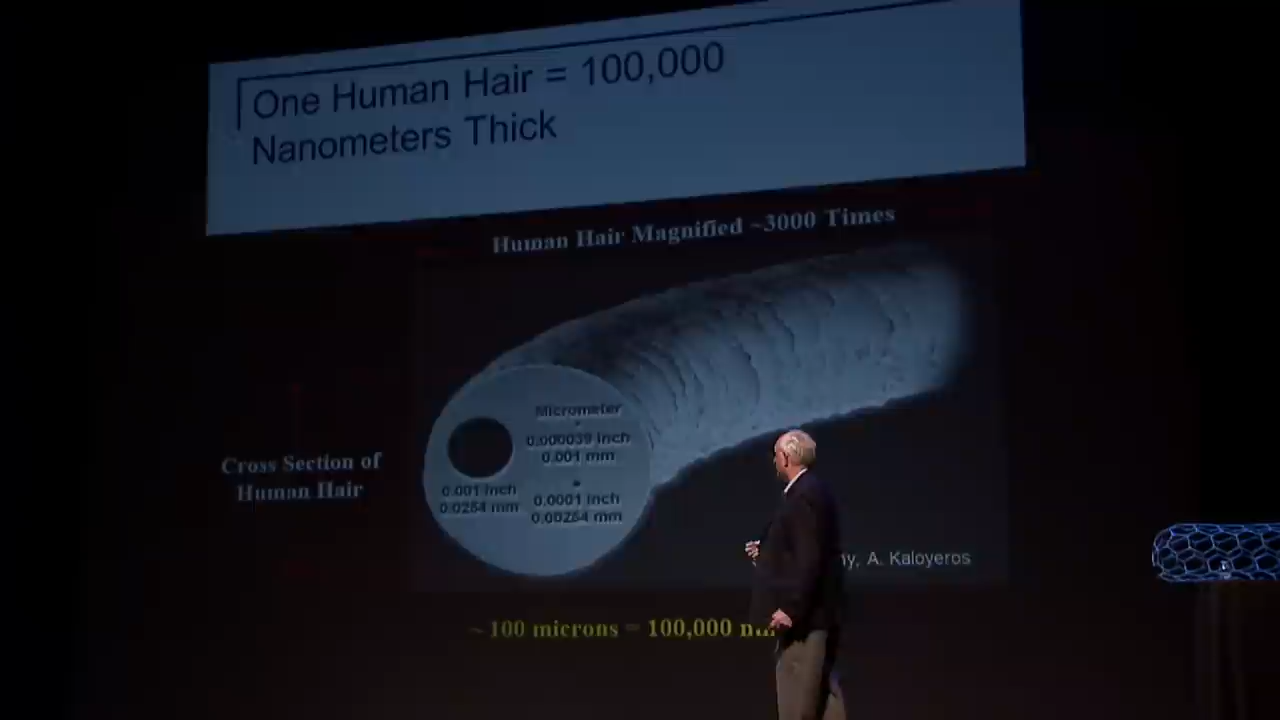 One Human Hair = 100,000
Nanometers Thick
Human Hair Magnified ~3000 Times
Micrometer
0.000039 inch
0.001 mm
0.001 inch
0.0254 mm
0.0001 inch
0.00254 mm
Cross Section of
Human Hair
A. Kaloyeros
~ 100 microns = 100,000